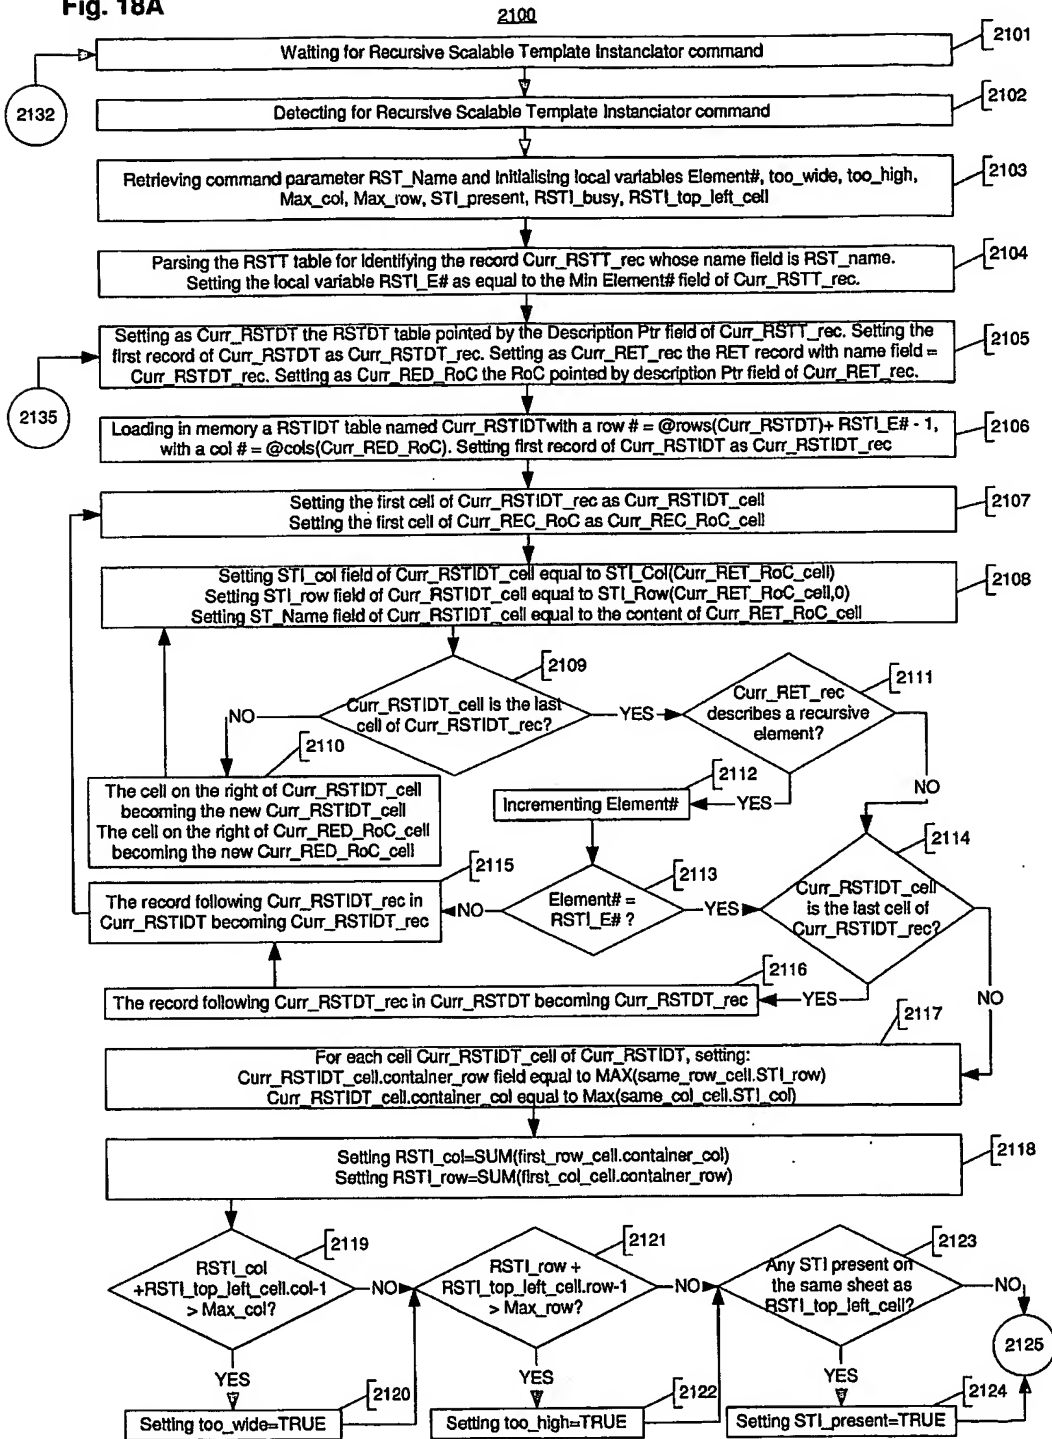 Fig. 18A
2100
Waiting for Recursive Scalable Template Instanciator command
2101
2132
Detecting for Recursive Scalable Template Instanciator command
2102
Retrieving command parameter RST_Name and Initialising local variables Element#, too_wide, too_high,
Max_col, Max_row, STI_present, RSTI_busy, RSTI_top_left_cell
2103
Parsing the RSTT table for Identifying the record Curr_RSTT_rec whose name field is RST_name.
Setting the local variable RSTI_E# as equal to the Min Element# field of Curr_RSTT_rec.
2104
Setting as Curr_RSTDT the RSTDT table pointed by the Description Ptr field of Curr_RSTT_rec. Setting the
first record of Curr_RSTDT as Curr_RSTDT_rec. Setting as Curr_RET_rec the RET record with name field =
Curr_RSTDT_rec. Setting as Curr_RED_RoC the RoC pointed by description Ptr field of Curr_RET_rec.
2105
2135
Loading in memory a RSTIDT table named Curr_RSTIDTwith a row # = @rows(Curr_RSTDT)+ RSTI_E# - 1,
with a col # = @cols(Curr_RED_RoC). Setting first record of Curr_RSTIDT as Curr_RSTIDT_rec
2106
Setting the first cell of Curr_RSTIDT_rec as Curr_RSTIDT_cell
Setting the first cell of Curr_REC_RoC as Curr_REC_RoC_cell
2107
Setting STI_col field of Curr_RSTIDT_cell equal to STI_Col(Curr_RET_RoC_cell)
Setting STI_row field of Curr_RSTIDT_cell equal to STI_Row(Curr_RET_RoC_cell,0)
Setting ST_Name field of Curr_RSTIDT_cell equal to the content of Curr_RET_RoC_cell
2108
2109
Curr_RSTIDT_cell is the last
cell of Curr_RSTIDT_rec?
NO
YES
2111
Curr_RET_rec
describes a recursive
element?
YES
NO
2110
The cell on the right of Curr_RSTIDT_cell
becoming the new Curr_RSTIDT_cell
The cell on the right of Curr_RED_RoC_cell
becoming the new Curr_RED_RoC_cell
2112
Incrementing Element#
2113
Element# =
RSTI_E# ?
NO
YES
2114
Curr_RSTIDT_cell
is the last cell of
Curr_RSTIDT_rec?
YES
NO
2115
The record following Curr_RSTIDT_rec in
Curr_RSTIDT becoming Curr_RSTIDT_rec
2116
The record following Curr_RSTDT_rec in Curr_RSTDT becoming Curr_RSTDT_rec
2117
For each cell Curr_RSTIDT_cell of Curr_RSTIDT, setting:
Curr_RSTIDT_cell.container_row field equal to MAX(same_row_cell.STI_row)
Curr_RSTIDT_cell.container_col equal to Max(same_col_cell.STI_col)
Setting RSTI_col=SUM(first_row_cell.container_col)
Setting RSTI_row=SUM(first_col_cell.container_row)
2118
2119
RSTI_col
+RSTI_top_left_cell.col-1
> Max_col?
NO
YES
2120
Setting too_wide=TRUE
2121
RSTI_row +
RSTI_top_left_cell.row-1
> Max_row?
NO
YES
2122
Setting too_high=TRUE
2123
Any STI present on
the same sheet as
RSTI_top_left_cell?
NO
YES
2124
Setting STI_present=TRUE
2125